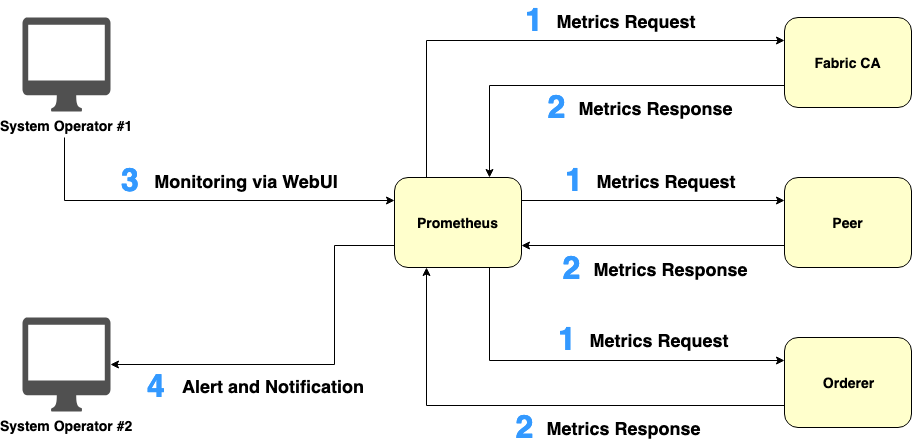 1 Metrics Request
Fabric CA
2 Metrics Response
System Operator #1
3 Monitoring via WebUI
1 Metrics Request
Prometheus
Peer
2 Metrics Response
1 Metrics Request
4 Alert and Notification
Orderer
System Operator #2
2 Metrics Response